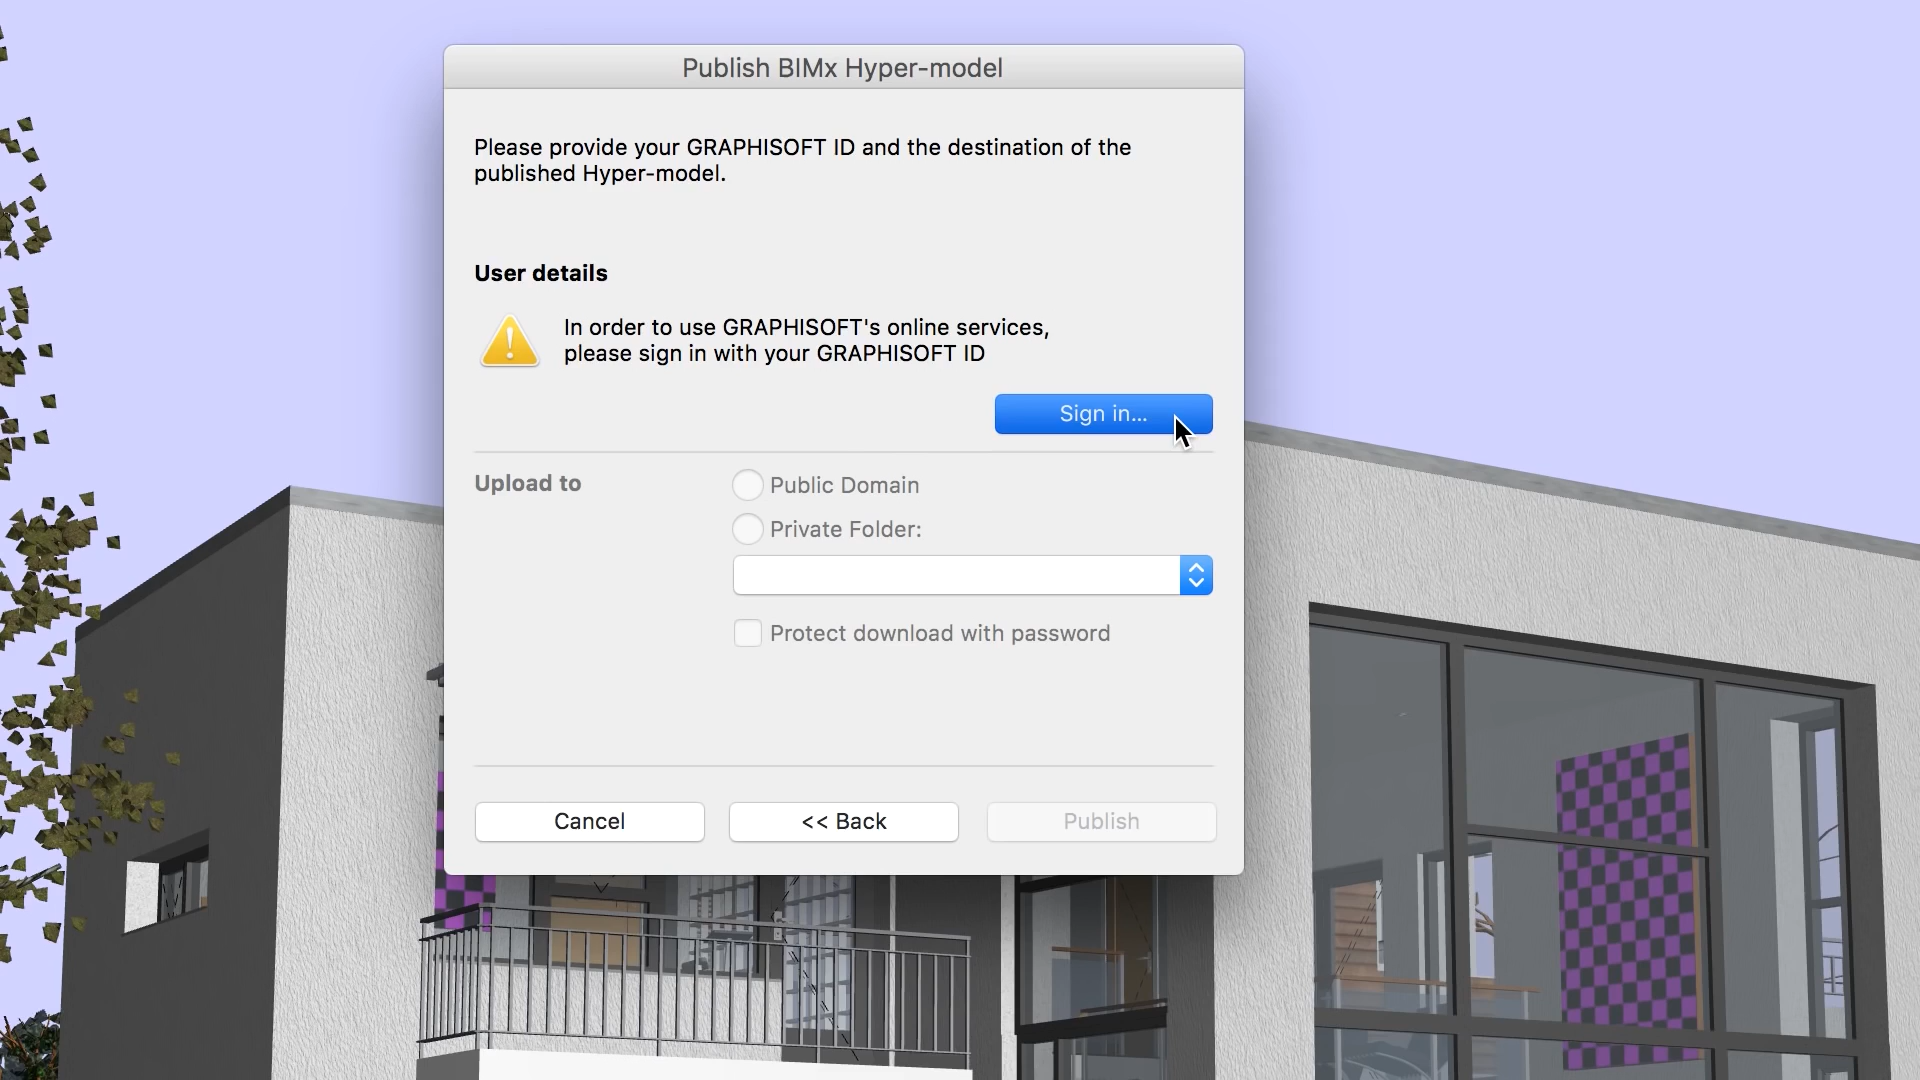 Publish BIMx Hyper-model
Please provide your GRAPHISOFT ID and the destination of the
published Hyper-model.
User details
In order to use GRAPHISOFT's online services,
please sign in with your GRAPHISOFT ID
Sign in...
Upload to
Public Domain
Private Folder:
Protect download with password
Cancel
<< Back
Publish